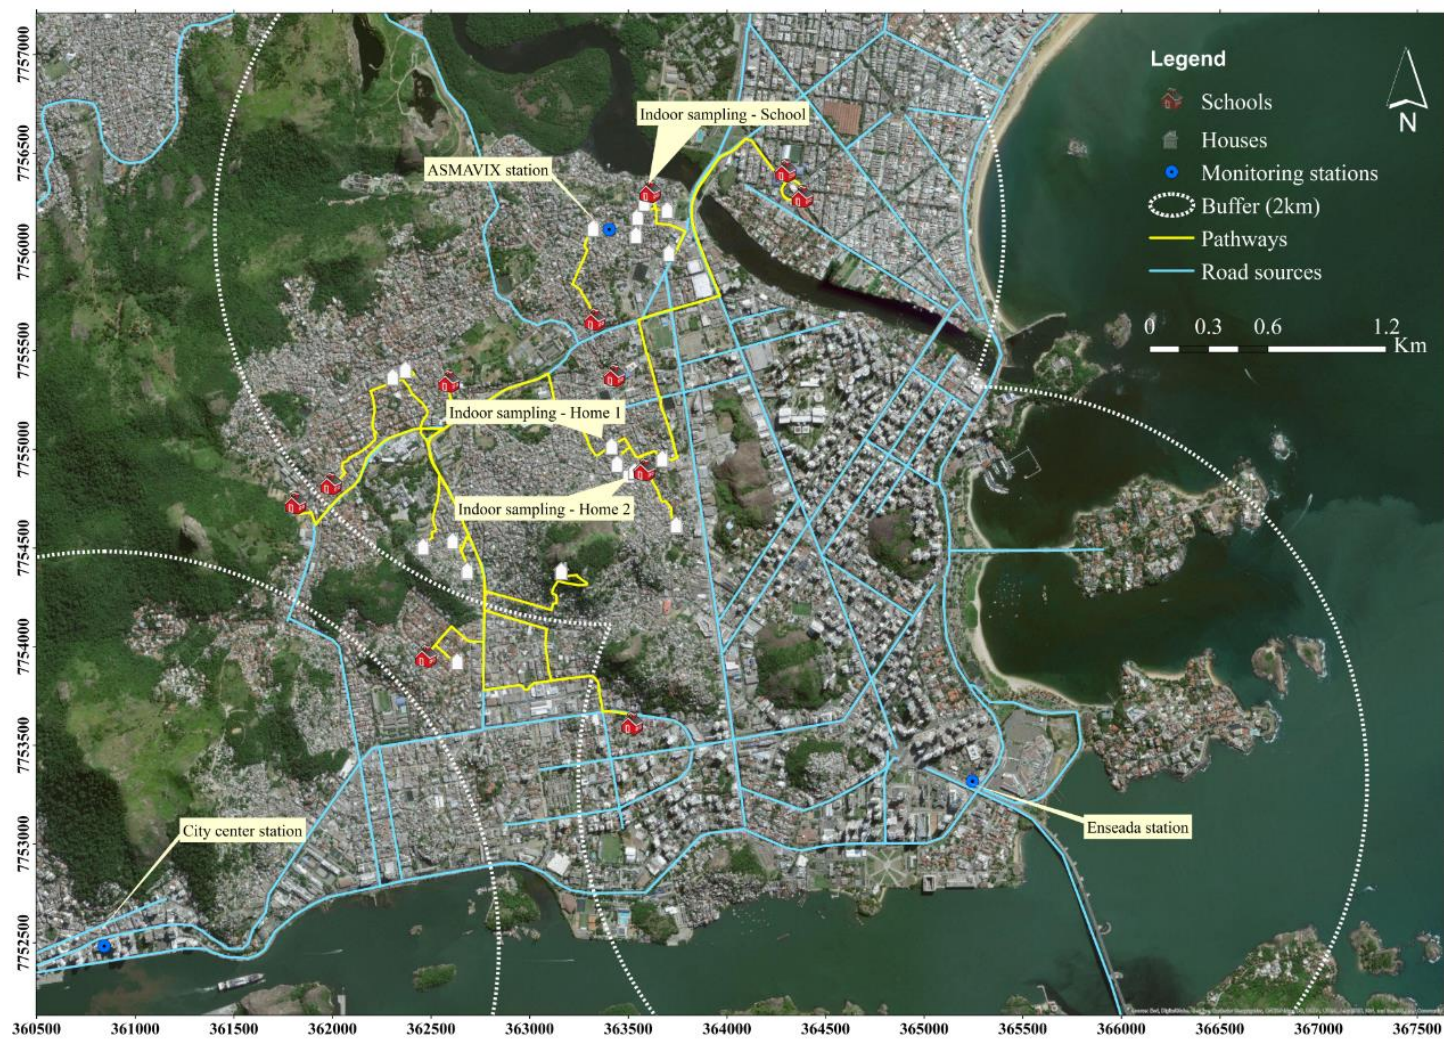 Legend
Schools
Houses
Monitoring stations
Buffer (2km)
Pathways
Road sources
0 0.3 0.6 1.2
Km
N
Indoor sampling - School
ASMAVIX station
Indoor sampling - Home 1
Indoor sampling - Home 2
City center station
Enseada station
7757000
7756500
7756000
7755500
7755000
7754500
7754000
7753500
7753000
7752500
360500 361000 361500 362000 362500 363000 363500 364000 364500 365000 365500 366000 366500 367000 367500